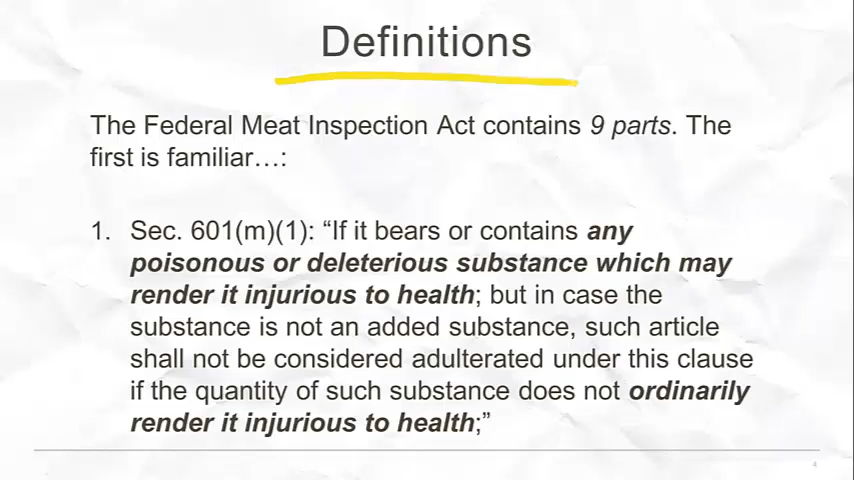 Definitions
The Federal Meat Inspection Act contains 9 parts. The
first is familiar…:
1. Sec. 601(m)(1): “If it bears or contains any
poisonous or deleterious substance which may
render it injurious to health; but in case the
substance is not an added substance, such article
shall not be considered adulterated under this clause
if the quantity of such substance does not ordinarily
render it injurious to health;”
4